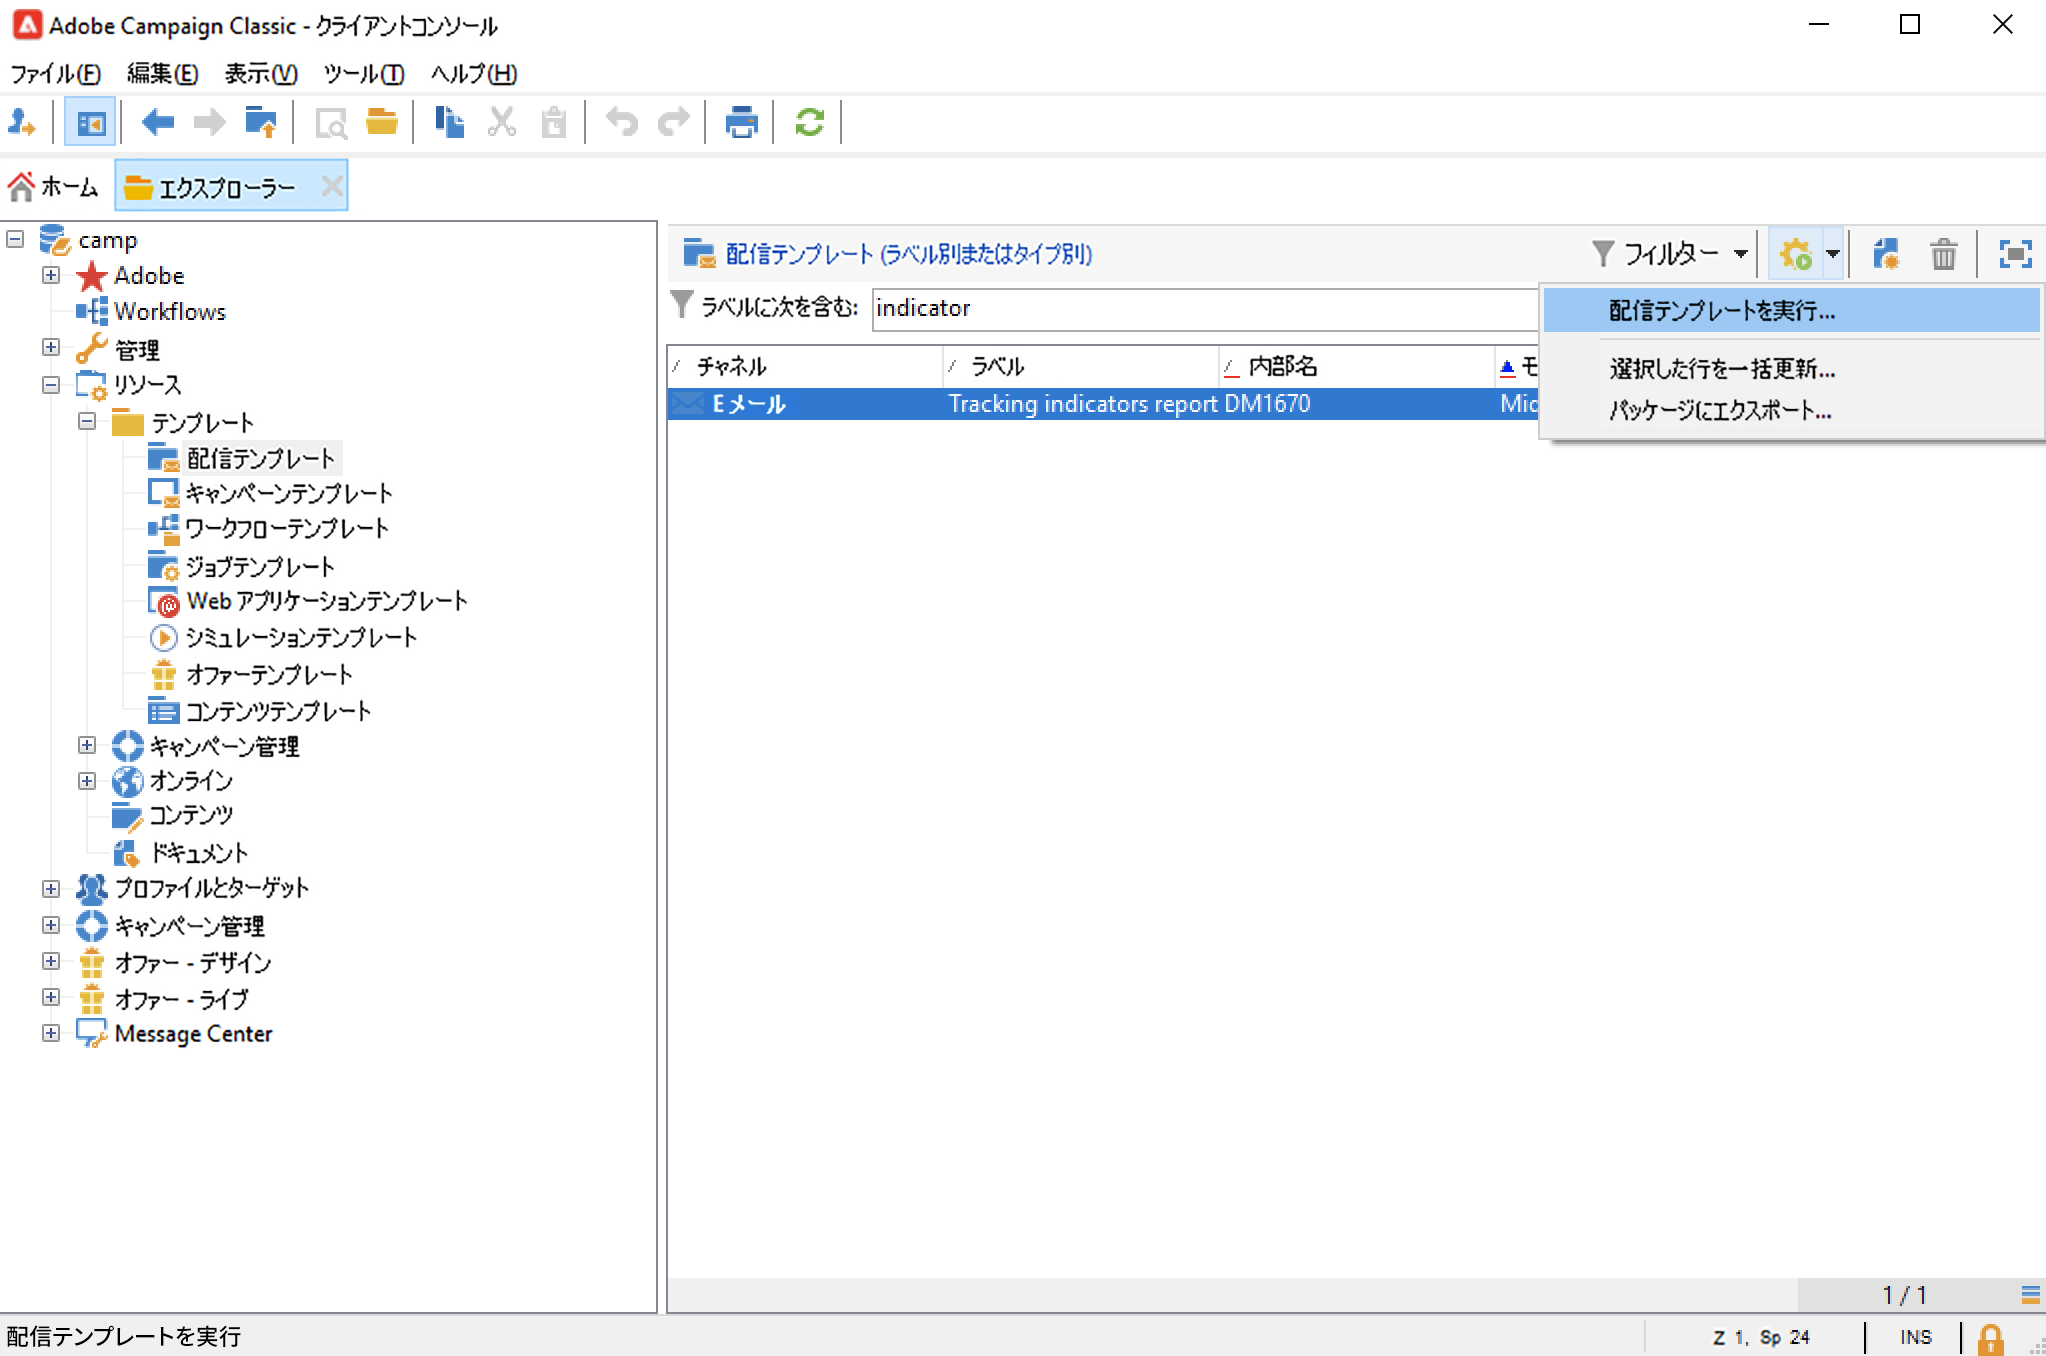 Adobe Campaign Classic - クライアントコンソール
ファイル(F) 編集(E) 表示(V) ツール(T) ヘルプ(H)
ホーム エクスプローラー
camp
Adobe
Workflows
管理
リソース
テンプレート
配信テンプレート
キャンペーンテンプレート
ワークフローテンプレート
ジョブテンプレート
Web アプリケーションテンプレート
シミュレーションテンプレート
オファーテンプレート
コンテンツテンプレート
キャンペーン管理
オンライン
コンテンツ
ドキュメント
プロファイルとターゲット
キャンペーン管理
オファー - デザイン
オファー - ライブ
Message Center
配信テンプレート (ラベル別またはタイプ別) フィルター
ラベルに次を含む: indicator
チャネル ラベル 内部名 モ
Eメール Tracking indicators report DM1670 Mid
配信テンプレートを実行...
選択した行を一括更新...
パッケージにエクスポート...
1 / 1
配信テンプレートを実行 Z 1, Sp 24 INS